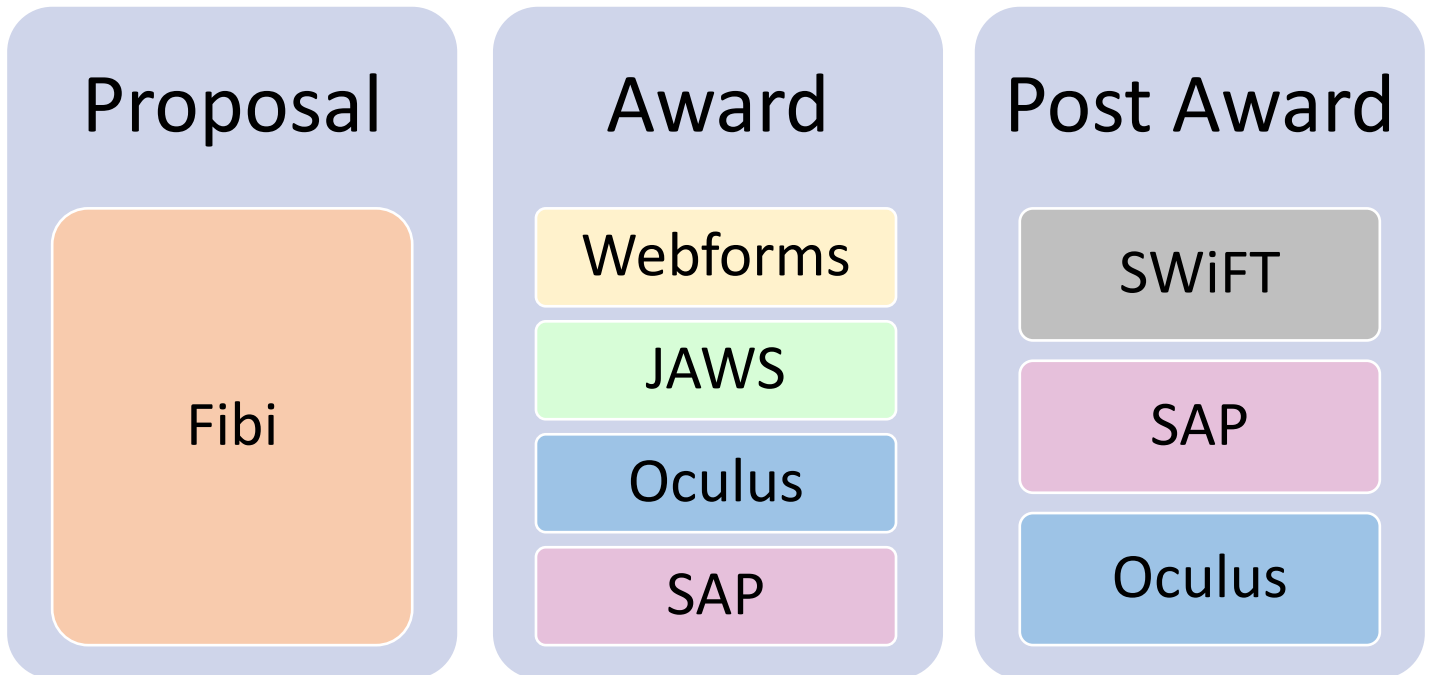 Proposal
Fibi
Award
Webforms
JAWS
Oculus
SAP
Post Award
SWiFT
SAP
Oculus